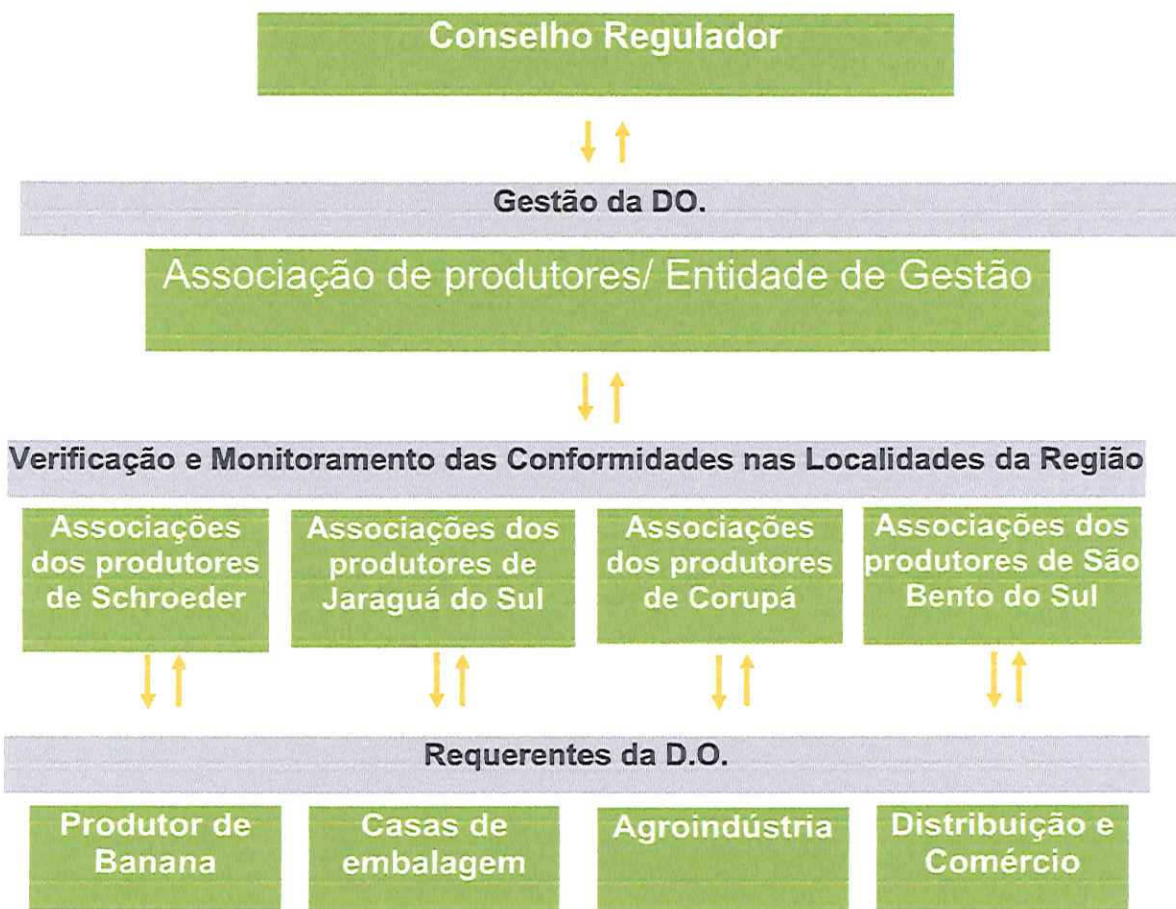 Conselho Regulador
Gestão da DO.
Associação de produtores/ Entidade de Gestão
Verificação e Monitoramento das Conformidades nas Localidades da Região
Associações
dos produtores
de Schroeder
Associações dos
produtores de
Jaraguá do Sul
Associações
dos produtores
de Corupá
Associações dos
produtores de São
Bento do Sul
Requerentes da D.O.
Produtor de
Banana
Casas de
embalagem
Agroindústria
Distribuição e
Comércio